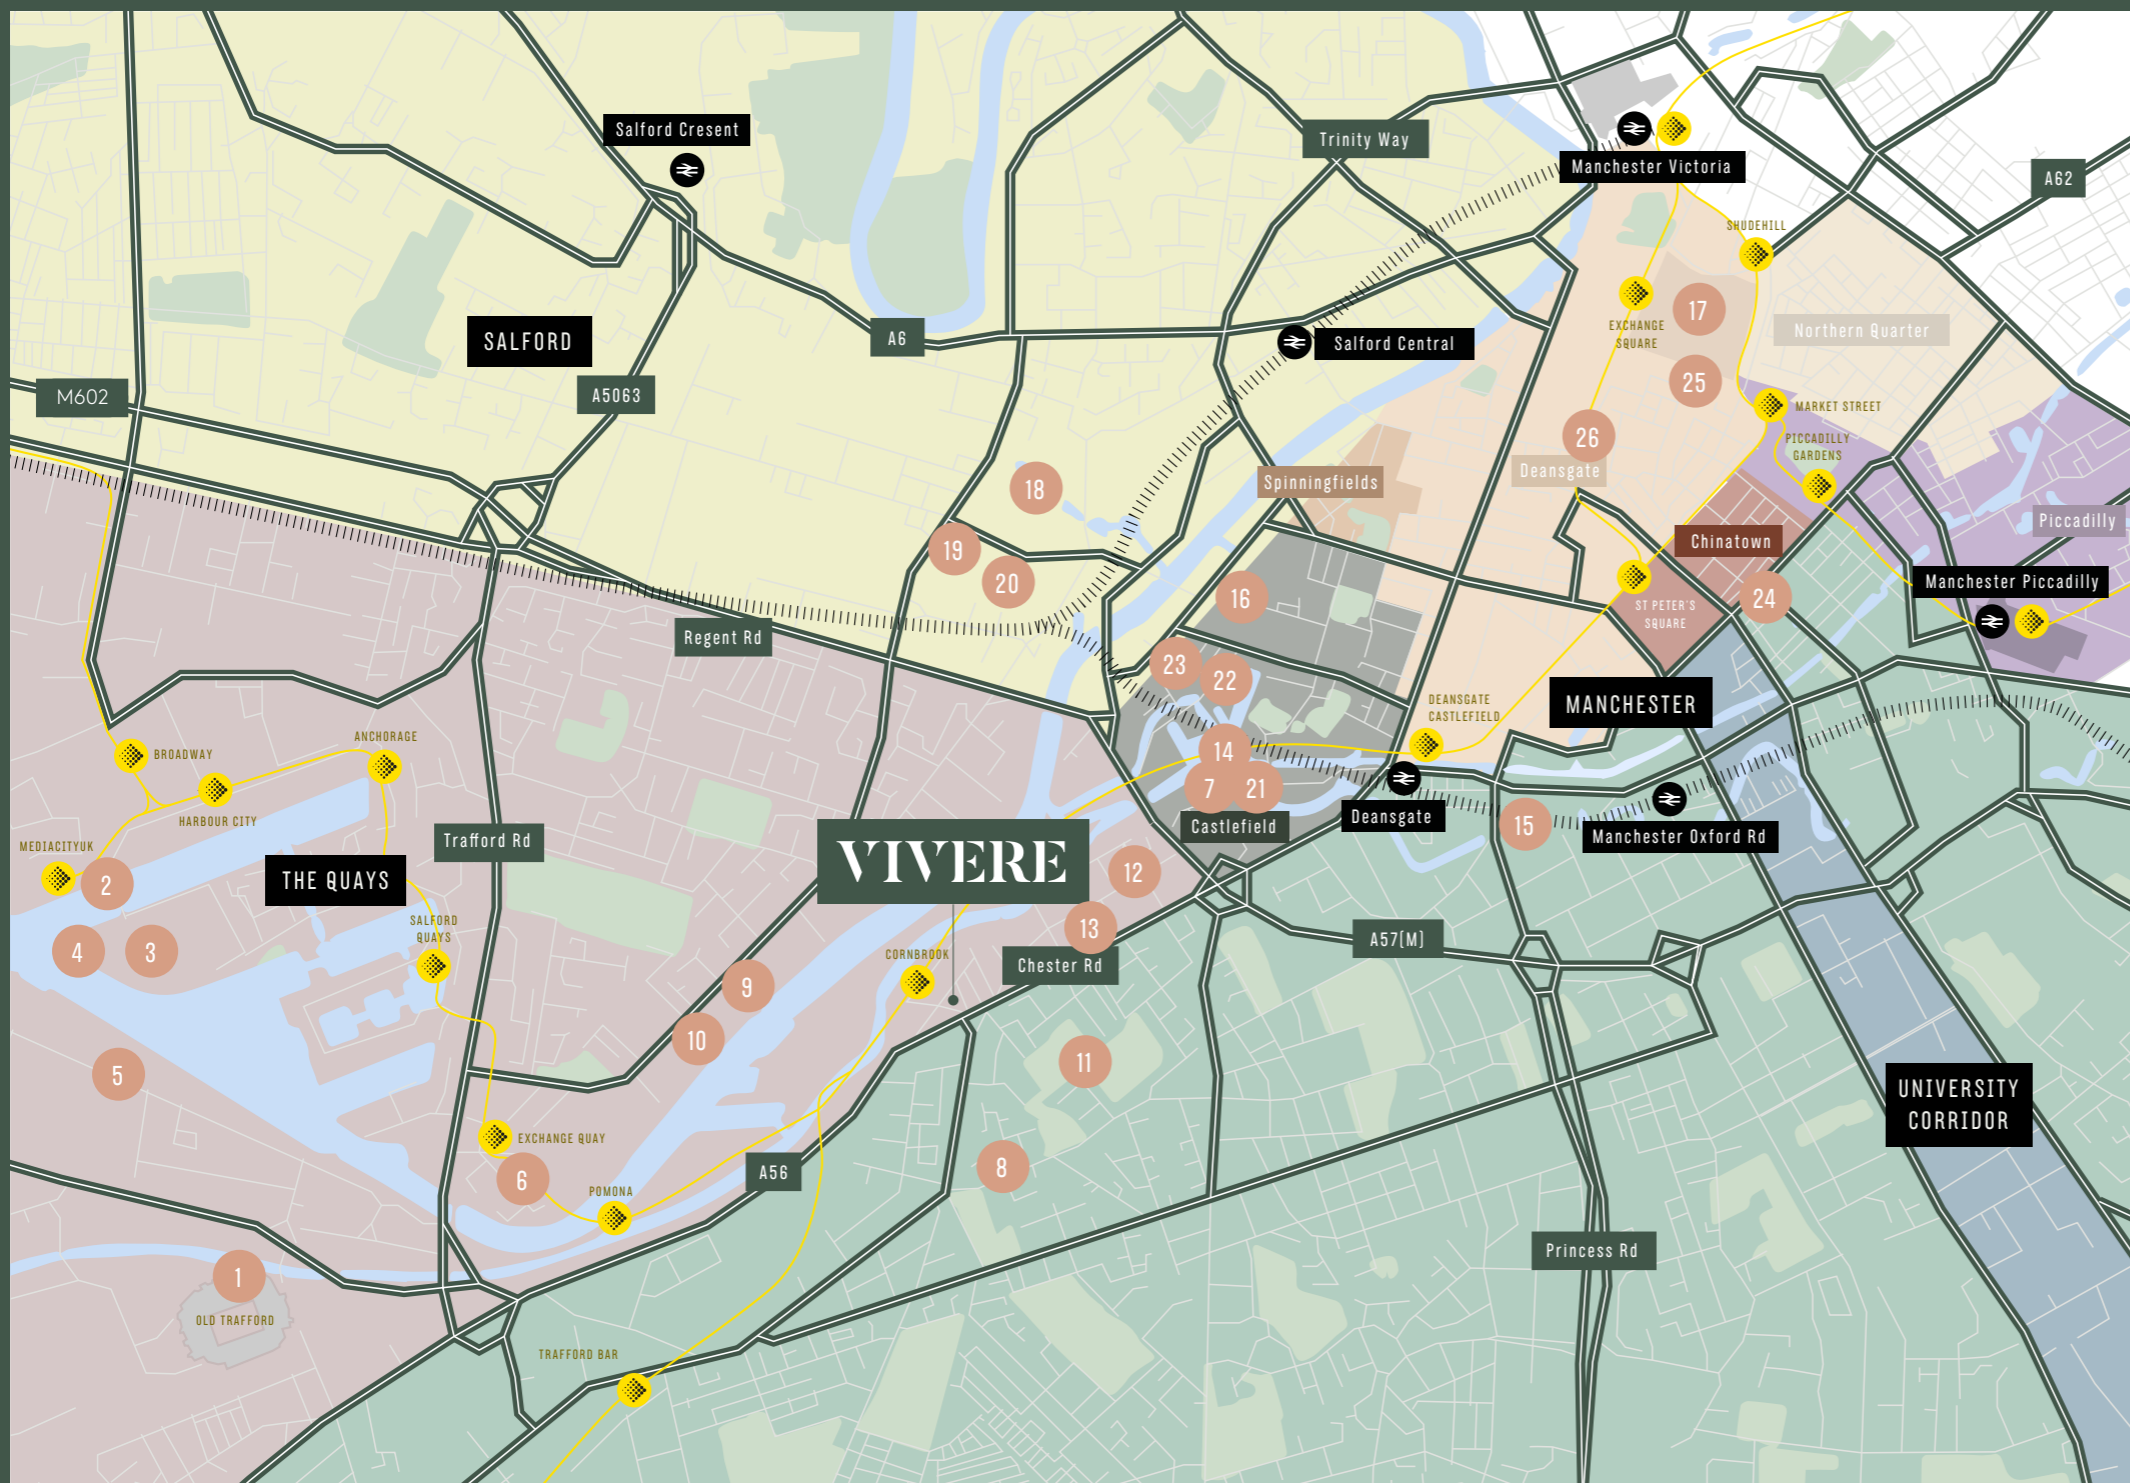 Salford Cresent
Trinity Way
Manchester Victoria
A62
SHUDEHILL
SALFORD
A6
Salford Central
17
EXCHANGE
SQUARE
Northern Quarter
M602
A5063
25
MARKET STREET
26
PICCADILLY
GARDENS
Deansgate
Spinningfields
18
Piccadilly
19
20
Chinatown
Manchester Piccadilly
16
ST PETER'S
SQUARE
24
Regent Rd
23
22
DEANSGATE
CASTLEFIELD
MANCHESTER
ANCHORAGE
BROADWAY
14
7
21
HARBOUR CITY
Deansgate
Castlefield
15
Manchester Oxford Rd
MEDIACITYUK
2
THE QUAYS
Trafford Rd
VIVERE
12
SALFORD
QUAYS
13
4
3
CORNBROOK
Chester Rd
A57(M)
9
10
11
5
UNIVERSITY
CORRIDOR
EXCHANGE QUAY
6
A56
8
POMONA
Princess Rd
1
OLD TRAFFORD
TRAFFORD BAR